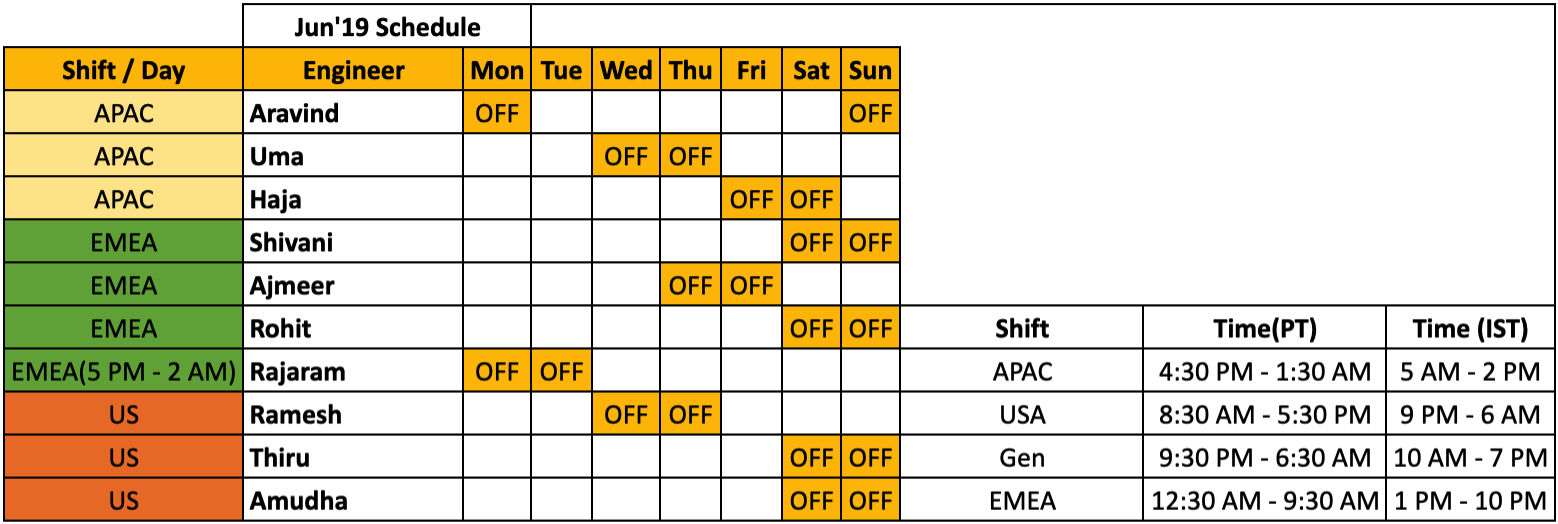 Jun'19 Schedule
Shift / Day Engineer Mon Tue Wed Thu Fri Sat Sun
APAC Aravind OFF OFF
APAC Uma OFF OFF
APAC Haja OFF OFF
EMEA Shivani OFF OFF
EMEA Ajmeer OFF OFF
EMEA Rohit OFF OFF Shift Time(PT) Time (IST)
EMEA(5 PM - 2 AM) Rajaram OFF OFF APAC 4:30 PM - 1:30 AM 5 AM - 2 PM
US Ramesh OFF OFF USA 8:30 AM - 5:30 PM 9 PM - 6 AM
US Thiru OFF OFF Gen 9:30 PM - 6:30 AM 10 AM - 7 PM
US Amudha OFF OFF EMEA 12:30 AM - 9:30 AM 1 PM - 10 PM